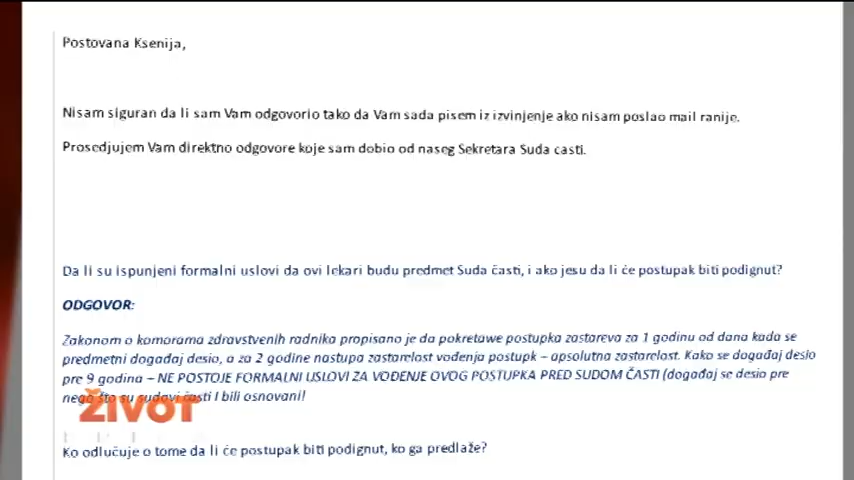 Postovana Ksenija,
Nisam siguran da li sam Vam odgovorio tako da Vam sada pisem iz izvinjenje ako nisam poslao mail ranije.
Prosedjujem Vam direktno odgovore koje sam dobio od naseg Sekretara Suda casti.
Da li su ispunjeni formalni uslovi da ovi lekari budu predmet Suda časti, i ako jesu da li će postupak biti podignut?
ODGOVOR:
Zakonom o komorama zdravstvenih radnika propisano je da pokretawe postupka zastareva za 1 godinu od dana kada se
predmetni događaj desio, a za 2 godine nastupa zastarelost vođenja postupk – apsolutna zastarelost. Kako se događaj desio
pre 9 godina – NE POSTOJE FORMALNI USLOVI ZA VOĐENJE OVOG POSTUPKA PRED SUDOM ČASTI (događaj se desio pre
nego što su sudovi časti I bili osnovani!
ŽIVOT
Ko odlučuje o tome da li će postupak biti podignut, ko ga predlaže?